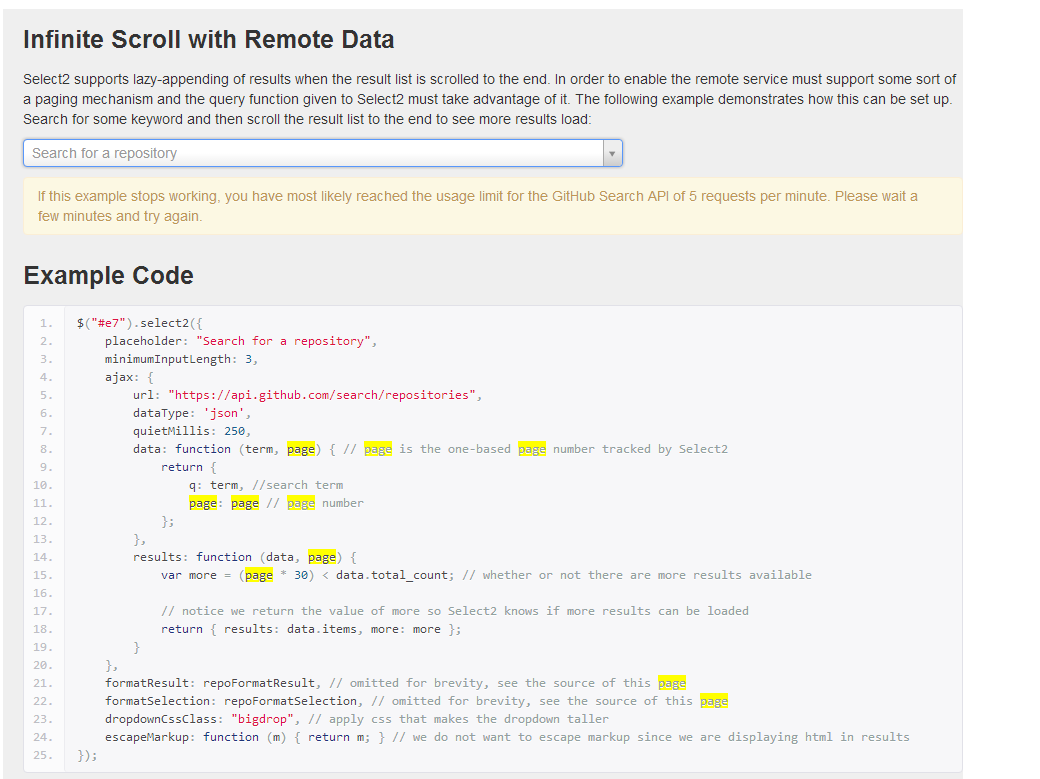 Infinite Scroll with Remote Data
Select2 supports lazy-appending of results when the result list is scrolled to the end. In order to enable the remote service must support some sort of
a paging mechanism and the query function given to Select2 must take advantage of it. The following example demonstrates how this can be set up.
Search for some keyword and then scroll the result list to the end to see more results load:
Search for a repository
If this example stops working, you have most likely reached the usage limit for the GitHub Search API of 5 requests per minute. Please wait a
few minutes and try again.
Example Code
1. $("#e7").select2({
2.     placeholder: "Search for a repository",
3.     minimumInputLength: 3,
4.     ajax: {
5.         url: "https://api.github.com/search/repositories",
6.         dataType: 'json',
7.         quietMillis: 250,
8.         data: function (term, page) { // page is the one-based page number tracked by Select2
9.             return {
10.                 q: term, //search term
11.                 page: page // page number
12.             };
13.         },
14.         results: function (data, page) {
15.             var more = (page * 30) < data.total_count; // whether or not there are more results available
16.
17.             // notice we return the value of more so Select2 knows if more results can be loaded
18.             return { results: data.items, more: more };
19.         }
20.     },
21.     formatResult: repoFormatResult, // omitted for brevity, see the source of this page
22.     formatSelection: repoFormatSelection, // omitted for brevity, see the source of this page
23.     dropdownCssClass: "bigdrop", // apply css that makes the dropdown taller
24.     escapeMarkup: function (m) { return m; } // we do not want to escape markup since we are displaying html in results
25. });